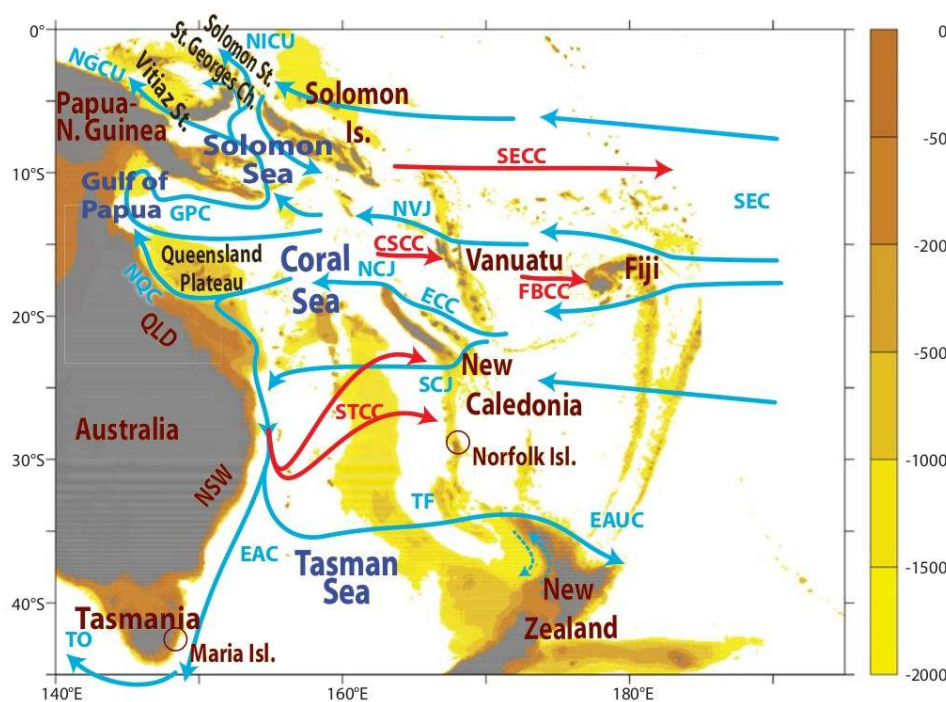 0°
10°S
20°S
30°S
40°S
140°E
160°E
180°E
0
-50
-200
-500
-1000
-1500
-2000
NGCU
Vitiaz St.
St. Georges Ch.
Solomon St.
NICU
Papua-
N. Guinea
Solomon
Is.
Solomon
Sea
SECC
SEC
Gulf of
Papua
GPC
NVJ
Queensland
Plateau
Coral
Sea
CSCC
NCJ
Vanuatu
Fiji
FBCC
NQC
QLD
ECC
SCJ
New
Caledonia
STCC
Australia
Norfolk Isl.
NSW
TF
EAUC
EAC
Tasman
Sea
New
Zealand
Tasmania
Maria Isl.
TO